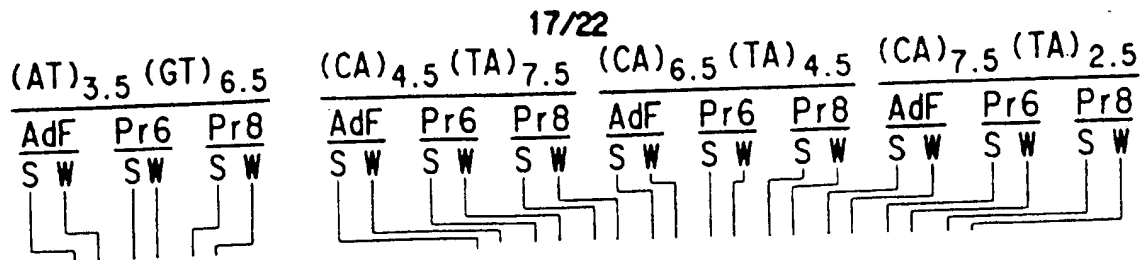 17/22
(AT)3.5 (GT)6.5 (CA)4.5 (TA)7.5 (CA)6.5 (TA)4.5 (CA)7.5 (TA)2.5
AdF Pr6 Pr8 AdF Pr6 Pr8 AdF Pr6 Pr8 AdF Pr6 Pr8
S W S W S W S W S W S W S W S W S W S W S W S W